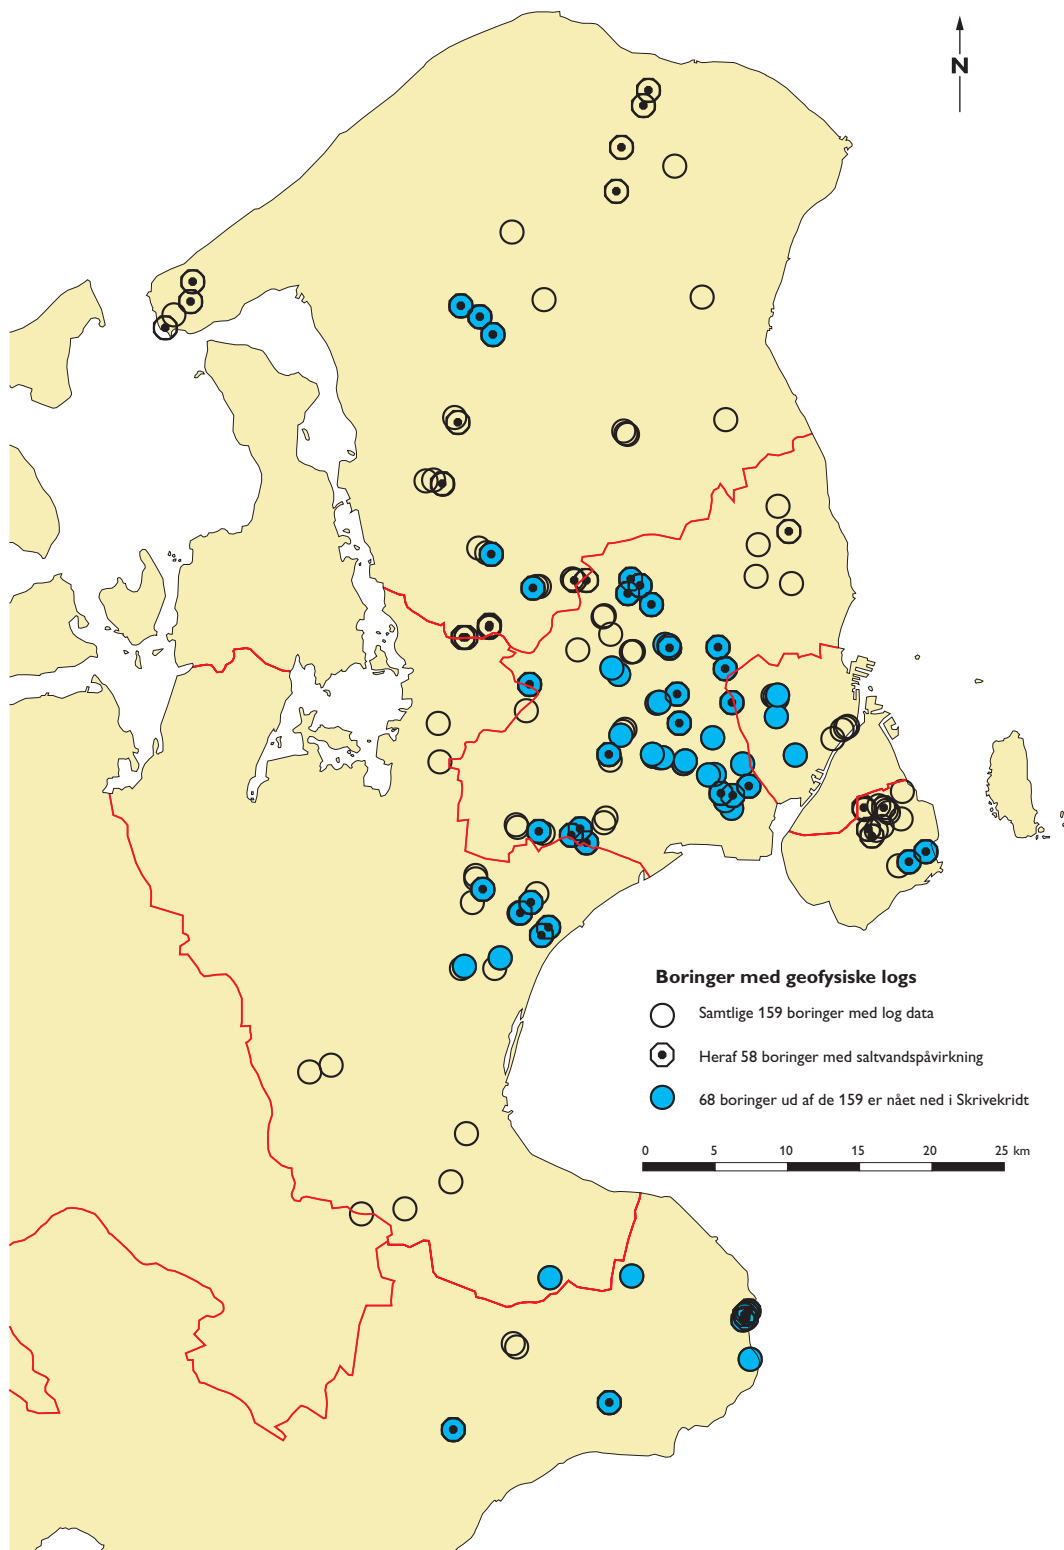 N
Boringer med geofysiske logs
Samtlige 159 boringer med log data
Heraf 58 boringer med saltvandspåvirkning
68 boringer ud af de 159 er nået ned i Skrivekridt
0 5 10 15 20 25 km